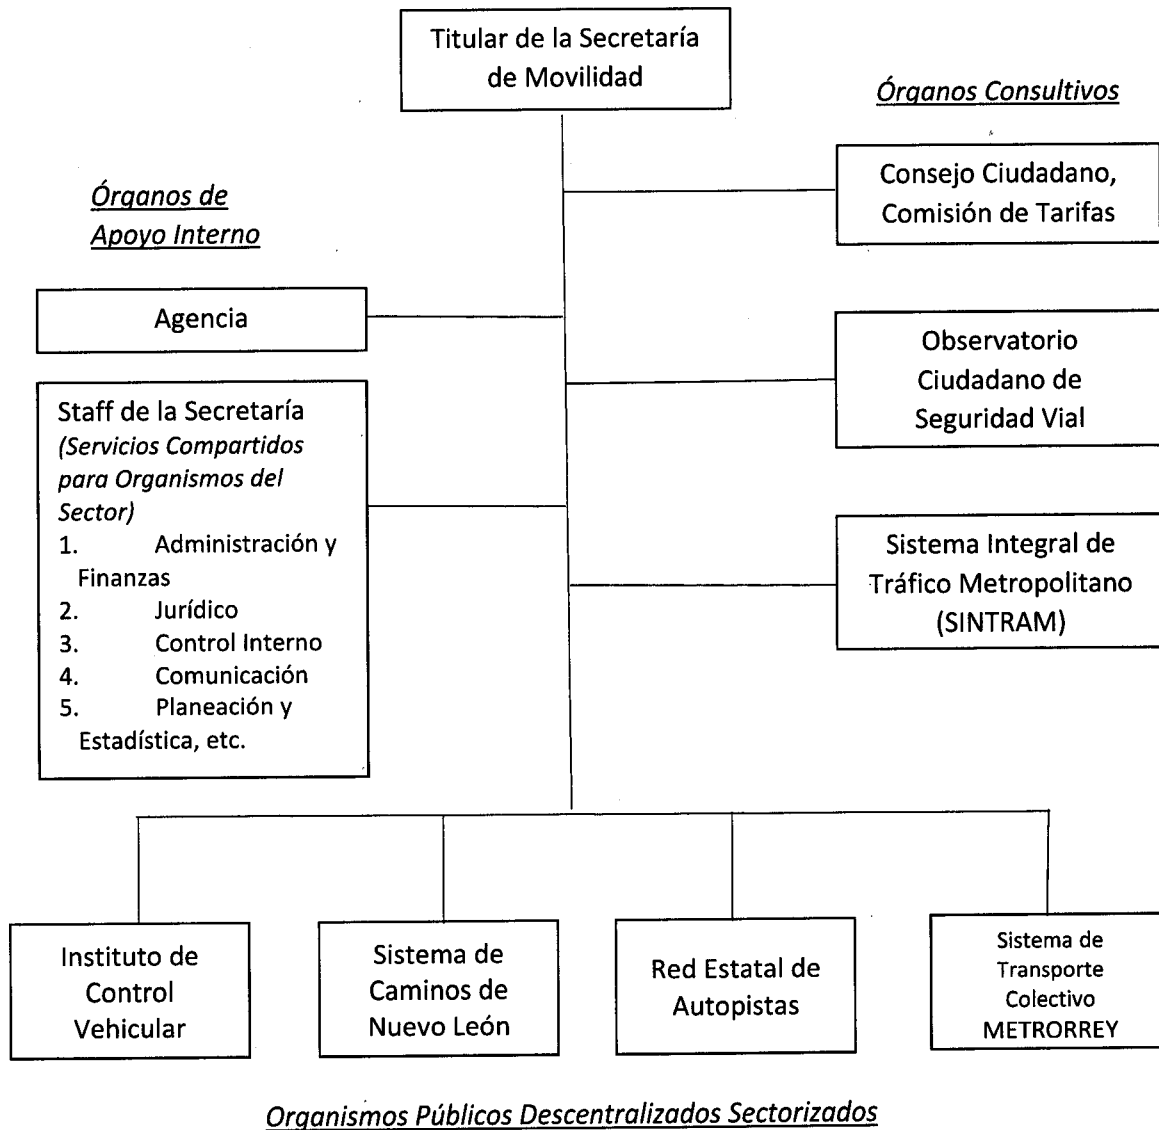 Titular de la Secretaría
de Movilidad
Órganos Consultivos
Consejo Ciudadano,
Comisión de Tarifas
Órganos de
Apoyo Interno
Agencia
Observatorio
Ciudadano de
Seguridad Vial
Staff de la Secretaría
(Servicios Compartidos
para Organismos del
Sector)
1. Administración y
Finanzas
2. Jurídico
3. Control Interno
4. Comunicación
5. Planeación y
Estadística, etc.
Sistema Integral de
Tráfico Metropolitano
(SINTRAM)
Instituto de
Control
Vehicular
Sistema de
Caminos de
Nuevo León
Red Estatal de
Autopistas
Sistema de
Transporte
Colectivo
METRORREY
Organismos Públicos Descentralizados Sectorizados